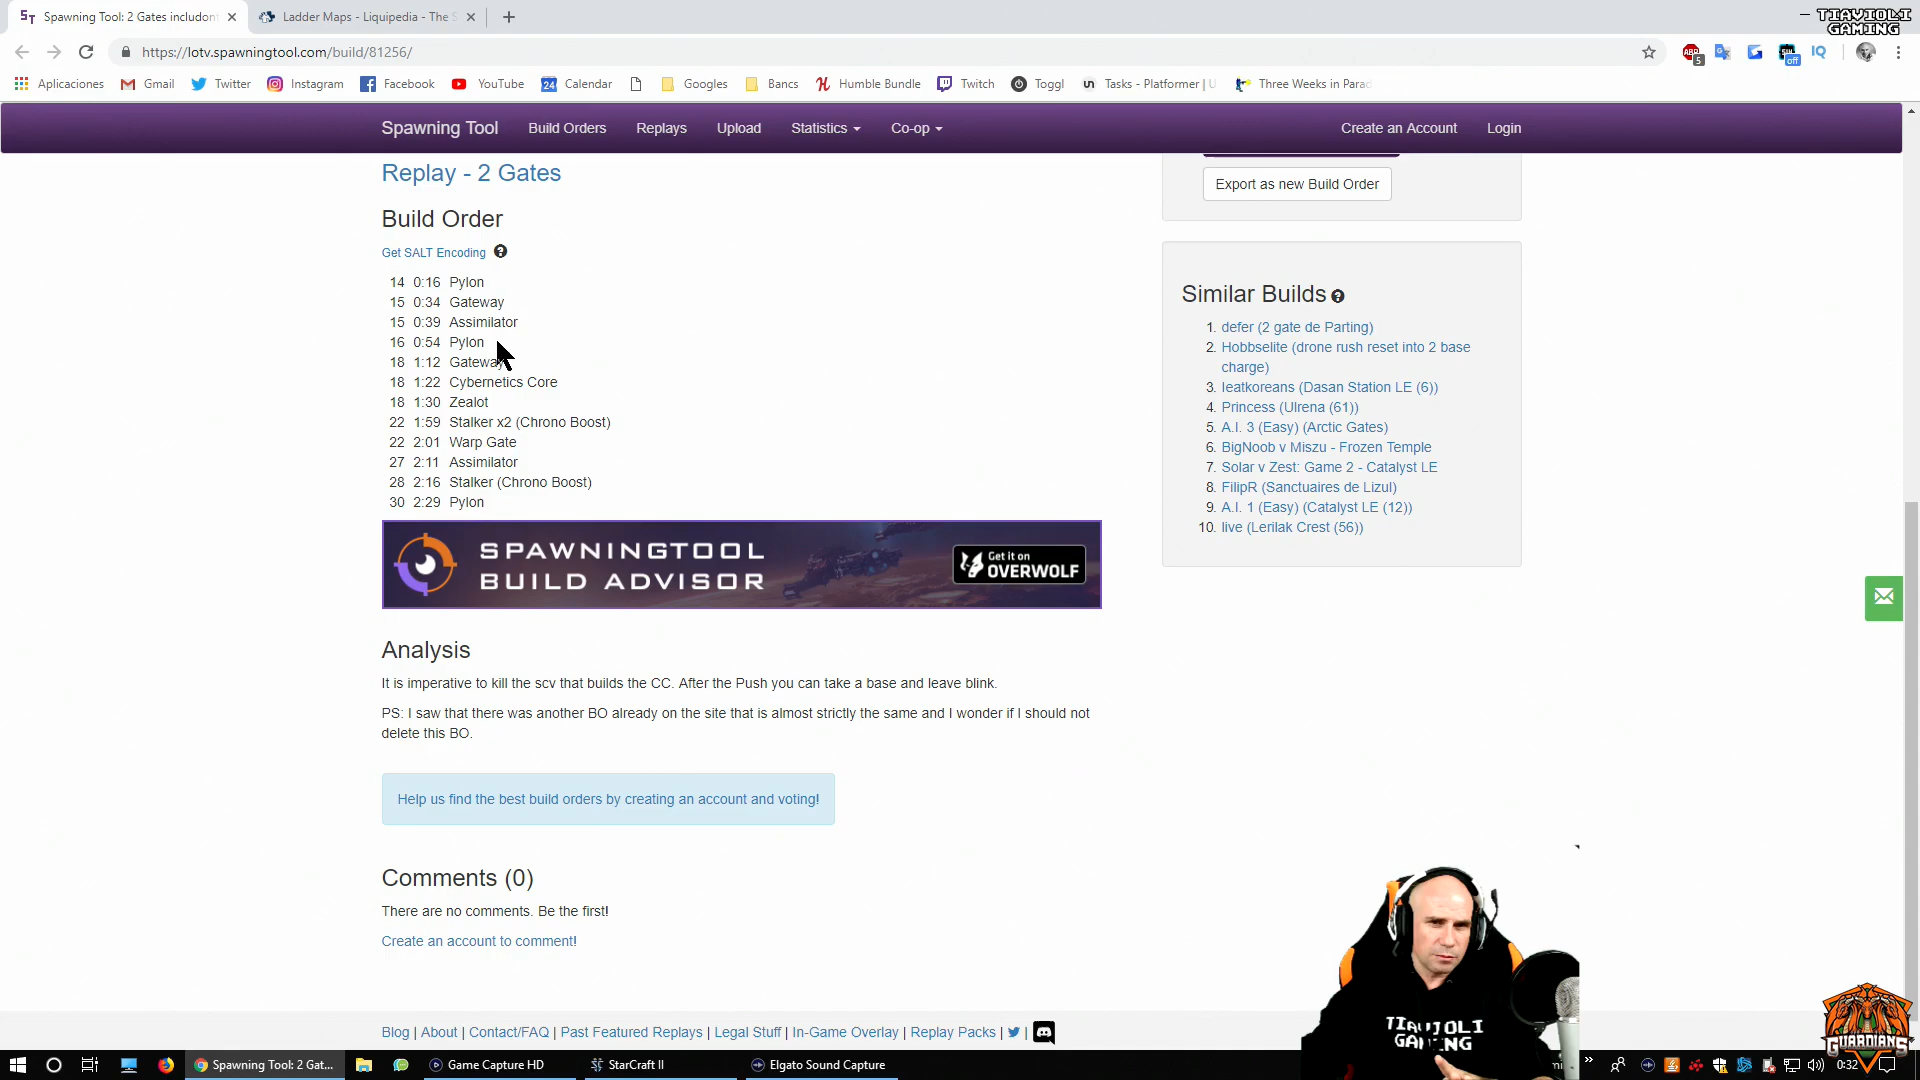 Spawning Tool: 2 Gates includon
Ladder Maps - Liquipedia - The S
TIAVIOLI
GAMING
https://lotv.spawningtool.com/build/81256/
Aplicaciones
Gmail
Twitter
Instagram
Facebook
YouTube
Calendar
Googles
Bancs
Humble Bundle
Twitch
Toggl
Tasks - Platformer | U
Three Weeks in Parad
Spawning Tool
Build Orders
Replays
Upload
Statistics
Co-op
Create an Account
Login
Replay - 2 Gates
Export as new Build Order
Build Order
Get SALT Encoding
14 0:16 Pylon
15 0:34 Gateway
15 0:39 Assimilator
16 0:54 Pylon
18 1:12 Gateway
18 1:22 Cybernetics Core
18 1:30 Zealot
22 1:59 Stalker x2 (Chrono Boost)
22 2:01 Warp Gate
27 2:11 Assimilator
28 2:16 Stalker (Chrono Boost)
30 2:29 Pylon
Similar Builds
1. defer (2 gate de Parting)
2. Hobbselite (drone rush reset into 2 base
charge)
3. Ieatkoreans (Dasan Station LE (6))
4. Princess (Ulrena (61))
5. A.I. 3 (Easy) (Arctic Gates)
6. BigNoob v Miszu - Frozen Temple
7. Solar v Zest: Game 2 - Catalyst LE
8. FilipR (Sanctuaires de Lizul)
9. A.I. 1 (Easy) (Catalyst LE (12))
10. live (Lerilak Crest (56))
SPAWNINGTOOL
BUILD ADVISOR
Get it on
OVERWOLF
Analysis
It is imperative to kill the scv that builds the CC. After the Push you can take a base and leave blink.
PS: I saw that there was another BO already on the site that is almost strictly the same and I wonder if I should not
delete this BO.
Help us find the best build orders by creating an account and voting!
Comments (0)
There are no comments. Be the first!
Create an account to comment!
Blog | About | Contact/FAQ | Past Featured Replays | Legal Stuff | In-Game Overlay | Replay Packs |
TIAVIOLI
GAMING
GUARDIANS
Spawning Tool: 2 Gat...
Game Capture HD
StarCraft II
Elgato Sound Capture
0:32